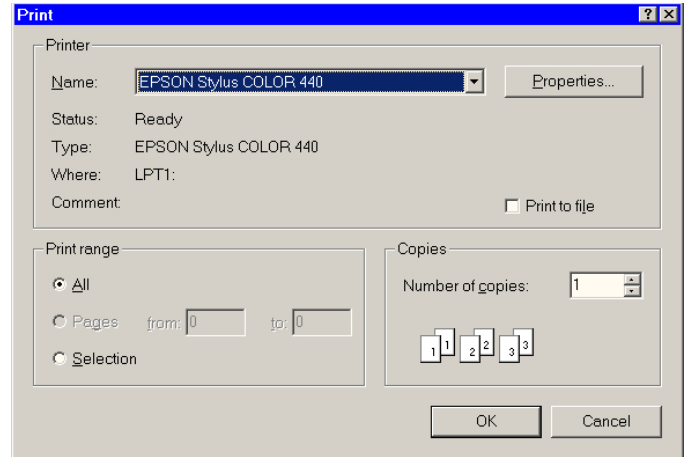 Print
Printer
Name: EPSON Stylus COLOR 440 Properties...
Status: Ready
Type: EPSON Stylus COLOR 440
Where: LPT1:
Comment:
Print to file
Print range
All
Pages from: 0 to: 0
Selection
Copies
Number of copies: 1
1 1 2 2 3 3
OK Cancel